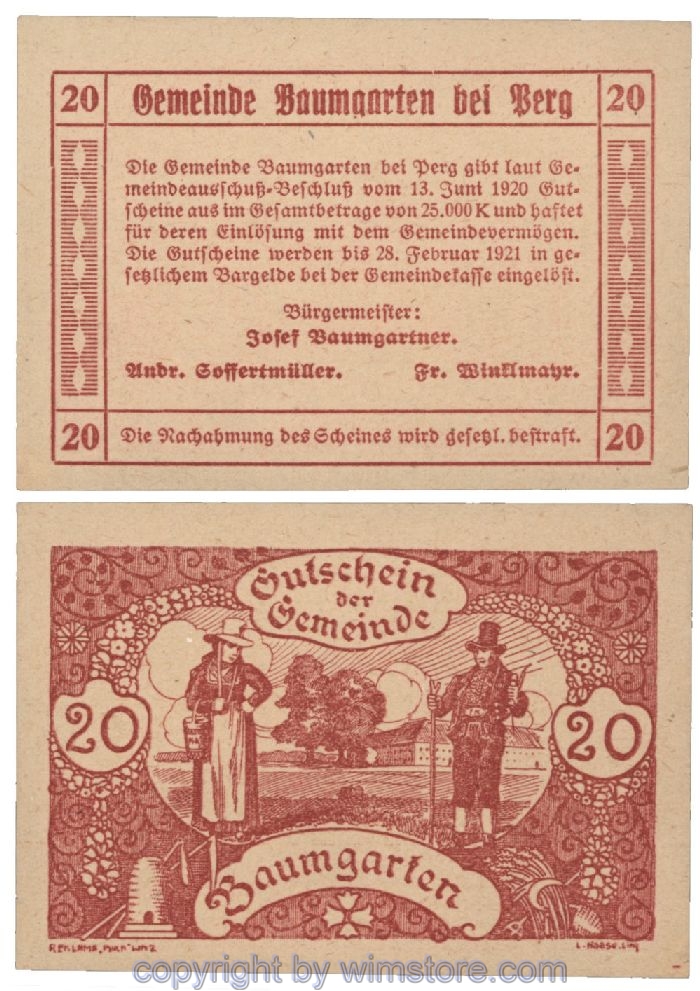 20 Gemeinde Baumgarten bei Perg 20
Die Gemeinde Baumgarten bei Perg gibt laut Ge-
meindeausschuß-Beschluß vom 13. Juni 1920 Gut-
scheine aus im Gesamtbetrage von 25.000 K und haftet
für deren Einlösung mit dem Gemeindevermögen.
Die Gutscheine werden bis 28. Februar 1921 in ge-
setzlichem Bargelde bei der Gemeindekasse eingelöst.
Bürgermeister:
Josef Baumgartner.
Andr. Soffertmüller. Fr. Winklmayr.
20 Die Nachahmung des Scheines wird gesetzl. bestraft. 20
Gutschein
der
Gemeinde
20 20
Baumgarten
copyright by wimstore.com